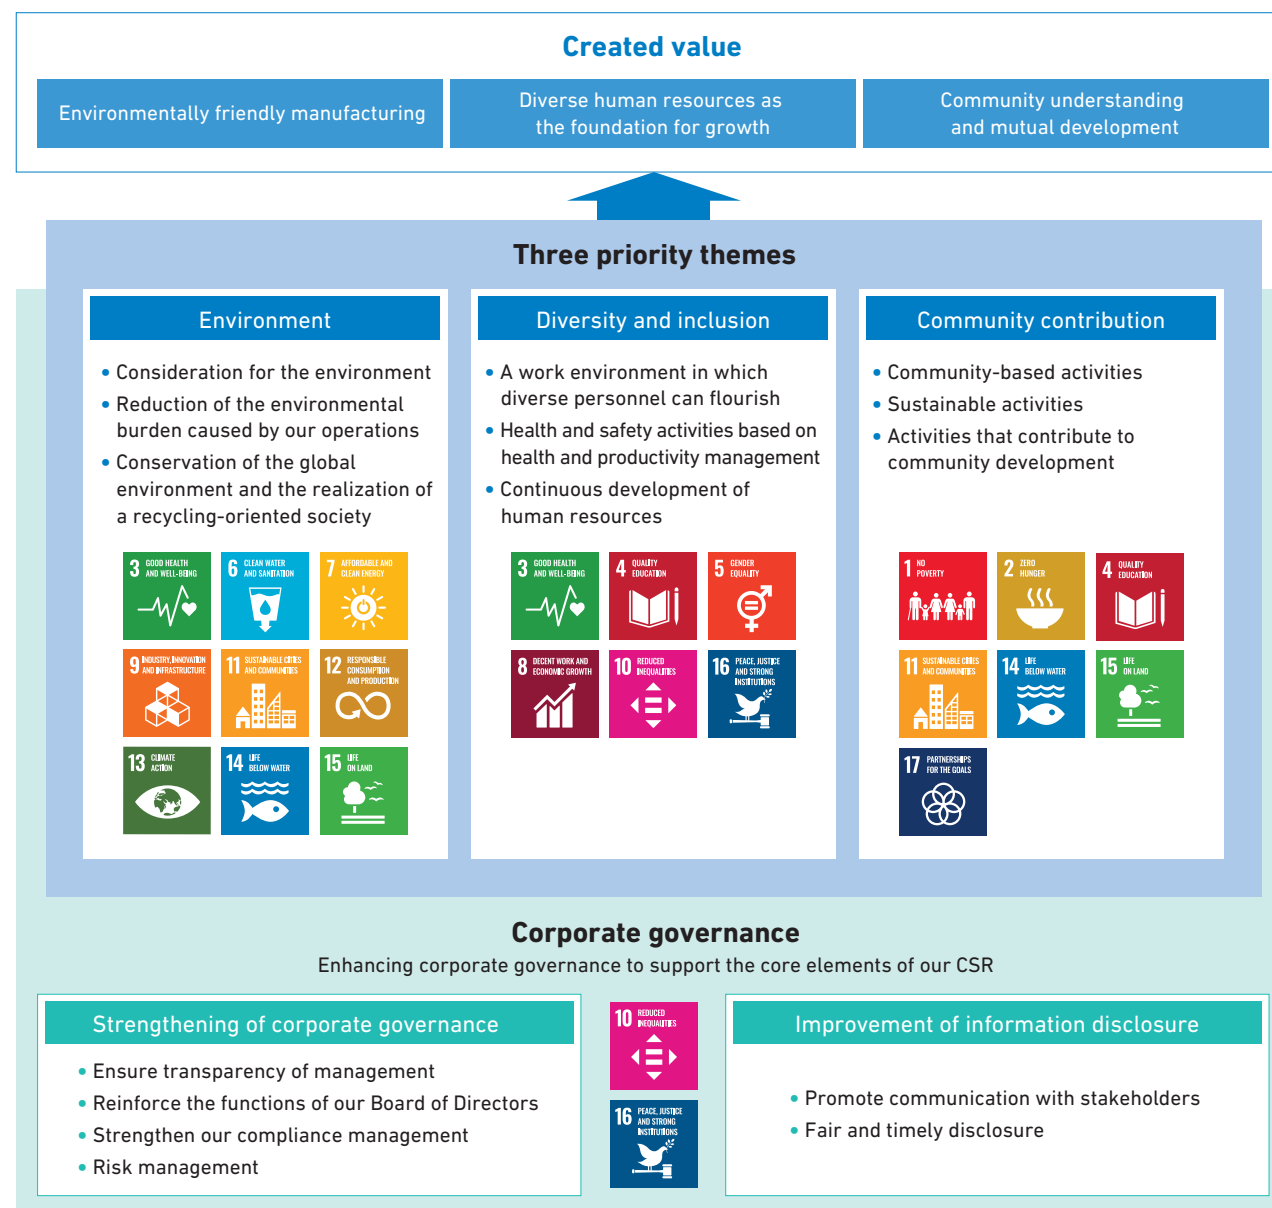 Created value
Environmentally friendly manufacturing
Diverse human resources as
the foundation for growth
Community understanding
and mutual development
Three priority themes
Environment
• Consideration for the environment
• Reduction of the environmental
burden caused by our operations
• Conservation of the global
environment and the realization of
a recycling-oriented society
3 GOOD HEALTH
AND WELL-BEING
6 CLEAN WATER
AND SANITATION
7 AFFORDABLE AND
CLEAN ENERGY
9 INDUSTRY, INNOVATION
AND INFRASTRUCTURE
11 SUSTAINABLE CITIES
AND COMMUNITIES
12 RESPONSIBLE
CONSUMPTION
AND PRODUCTION
13 CLIMATE
ACTION
14 LIFE
BELOW WATER
15 LIFE
ON LAND
Diversity and inclusion
• A work environment in which
diverse personnel can flourish
• Health and safety activities based on
health and productivity management
• Continuous development of
human resources
3 GOOD HEALTH
AND WELL-BEING
4 QUALITY
EDUCATION
5 GENDER
EQUALITY
8 DECENT WORK AND
ECONOMIC GROWTH
10 REDUCED
INEQUALITIES
16 PEACE, JUSTICE
AND STRONG
INSTITUTIONS
Community contribution
• Community-based activities
• Sustainable activities
• Activities that contribute to
community development
1 NO
POVERTY
2 ZERO
HUNGER
4 QUALITY
EDUCATION
11 SUSTAINABLE CITIES
AND COMMUNITIES
14 LIFE
BELOW WATER
15 LIFE
ON LAND
17 PARTNERSHIPS
FOR THE GOALS
Corporate governance
Enhancing corporate governance to support the core elements of our CSR
Strengthening of corporate governance
• Ensure transparency of management
• Reinforce the functions of our Board of Directors
• Strengthen our compliance management
• Risk management
10 REDUCED
INEQUALITIES
16 PEACE, JUSTICE
AND STRONG
INSTITUTIONS
Improvement of information disclosure
• Promote communication with stakeholders
• Fair and timely disclosure